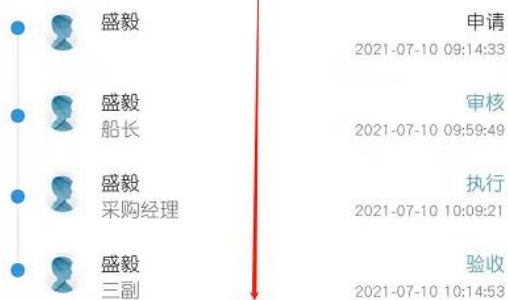 盛毅 申请
2021-07-10 09:14:33
盛毅 审核
船长 2021-07-10 09:59:49
盛毅 执行
采购经理 2021-07-10 10:09:21
盛毅 验收
三副 2021-07-10 10:14:53